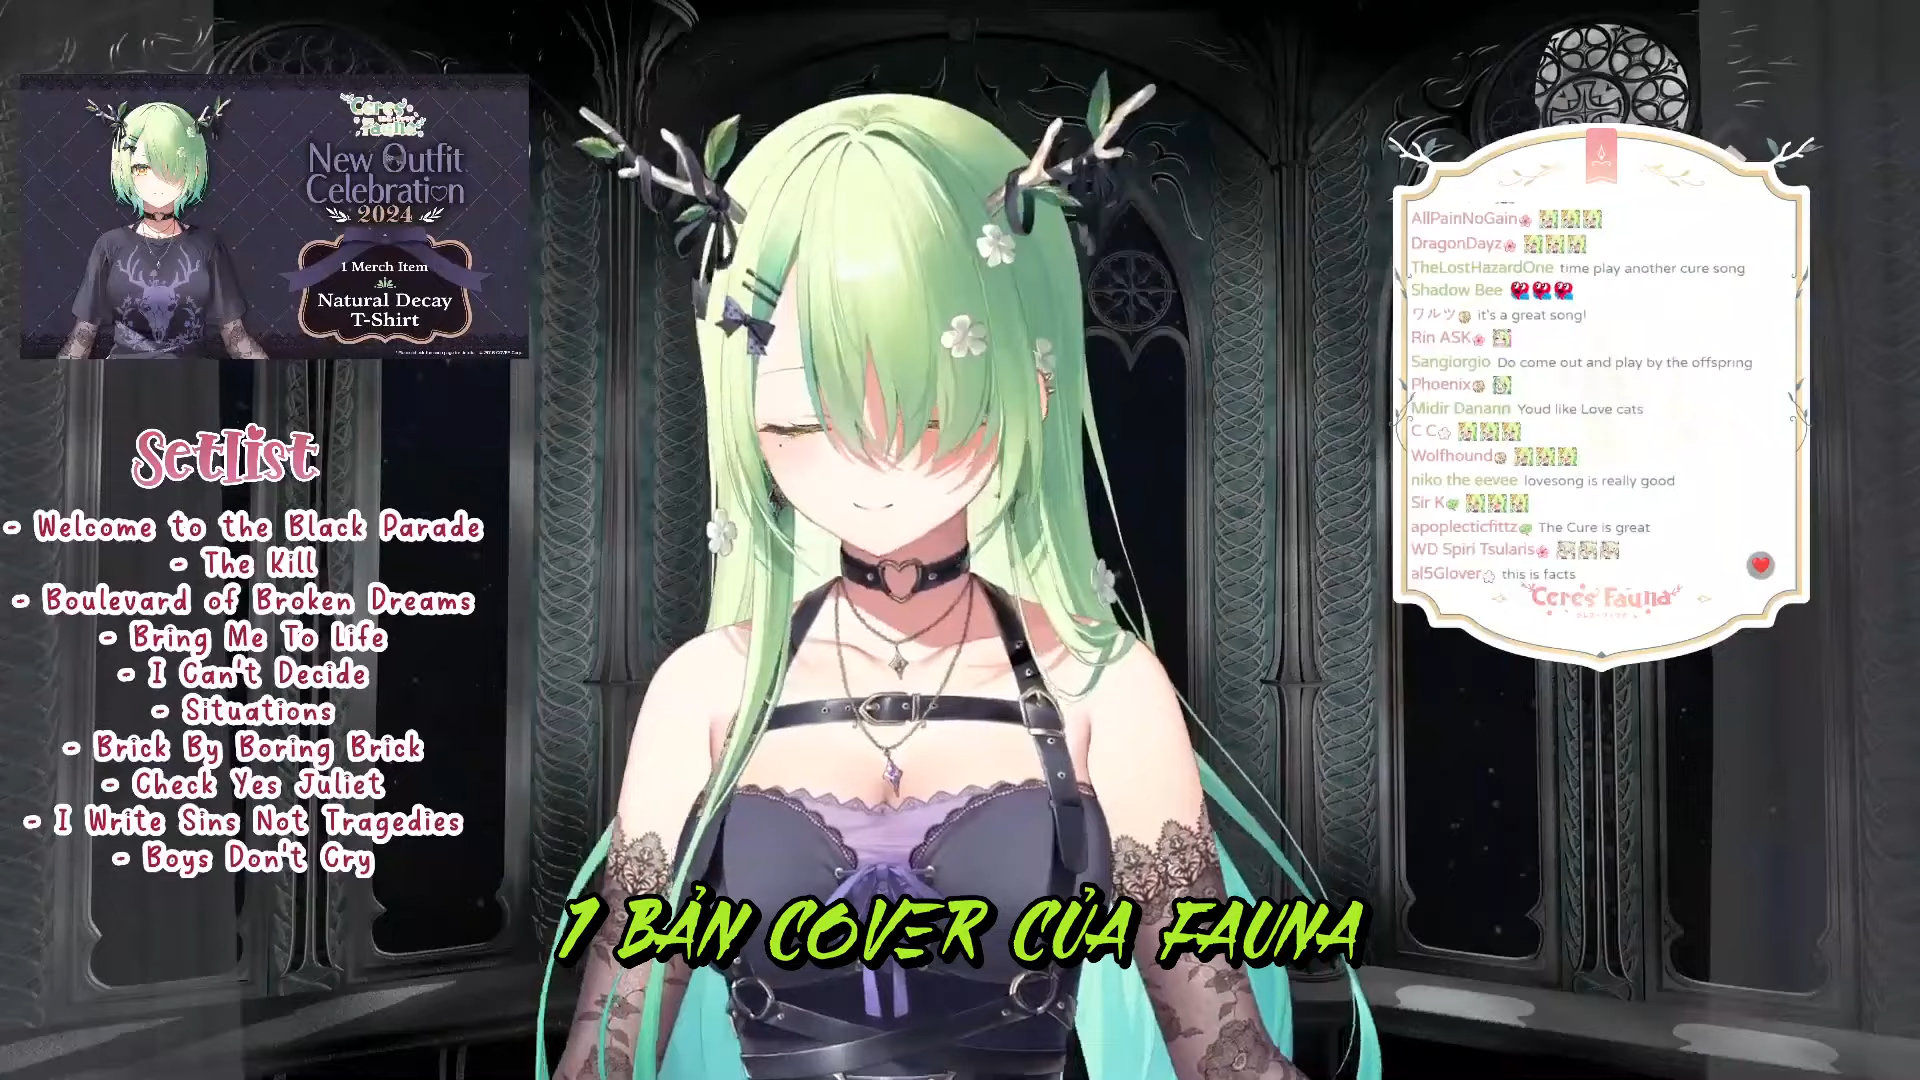 Ceres
Fauna
New Outfit
Celebration
2024
1 Merch Item
Natural Decay
T-Shirt
Setlist
- Welcome to the Black Parade
- The Kill
- Boulevard of Broken Dreams
- Bring Me To Life
- I Can't Decide
- Situations
- Brick By Boring Brick
- Check Yes Juliet
- I Write Sins Not Tragedies
- Boys Don't Cry
1 BẢN COVER CỦA FAUNA
AllPainNoGain
DragonDayz
TheLostHazardOne time play another cure song
Shadow Bee
ワルツ it's a great song!
Rin ASK
Sangiorgio Do come out and play by the offspring
Phoenix
Midir Danann Youd like Love cats
C C
Wolfhound
niko the eevee lovesong is really good
Sir K
apoplecticfittz The Cure is great
WD Spiri Tsularis
al5Glover this is facts
Ceres Fauna